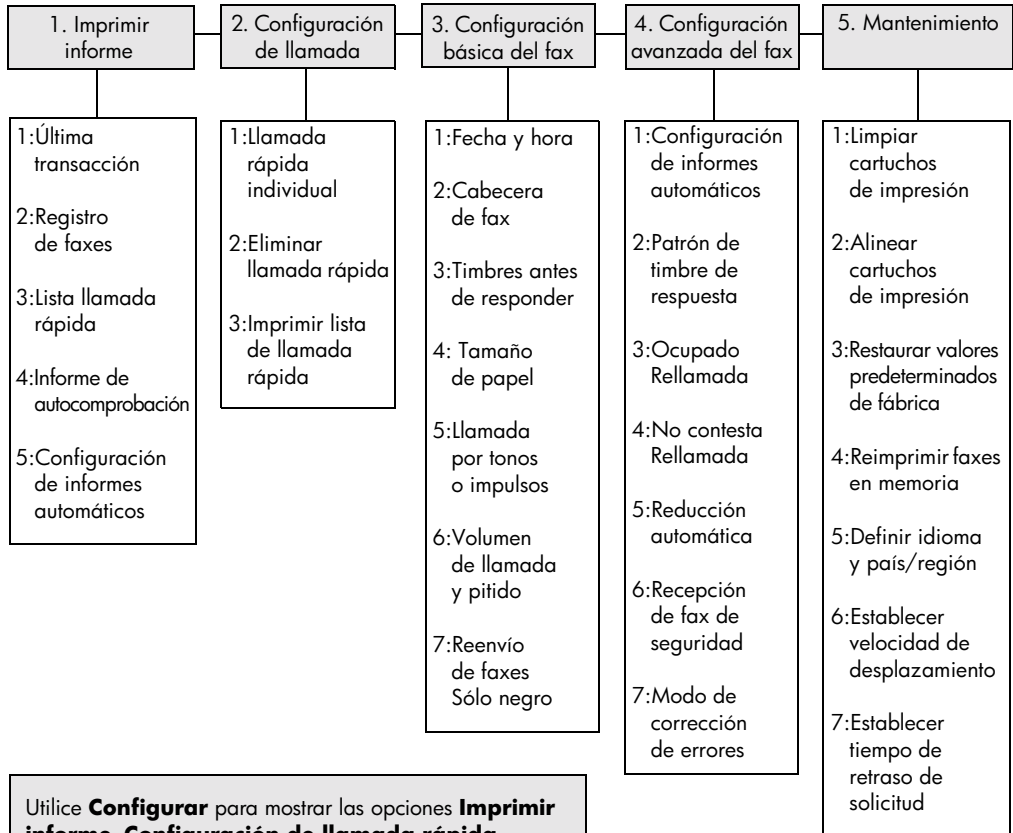 1. Imprimir
informe
2. Configuración
de llamada
3. Configuración
básica del fax
4. Configuración
avanzada del fax
5. Mantenimiento
1:Última
transacción
2:Registro
de faxes
3:Lista llamada
rápida
4:Informe de
autocomprobación
5:Configuración
de informes
automáticos
1:Llamada
rápida
individual
2:Eliminar
llamada rápida
3:Imprimir lista
de llamada
rápida
1:Fecha y hora
2:Cabecera
de fax
3:Timbres antes
de responder
4: Tamaño
de papel
5:Llamada
por tonos
o impulsos
6:Volumen
de llamada
y pitido
7:Reenvío
de faxes
Sólo negro
1:Configuración
de informes
automáticos
2:Patrón de
timbre de
respuesta
3:Ocupado
Rellamada
4:No contesta
Rellamada
5:Reducción
automática
6:Recepción
de fax de
seguridad
7:Modo de
corrección
de errores
1:Limpiar
cartuchos
de impresión
2:Alinear
cartuchos
de impresión
3:Restaurar valores
predeterminados
de fábrica
4:Reimprimir faxes
en memoria
5:Definir idioma
y país/región
6:Establecer
velocidad de
desplazamiento
7:Establecer
tiempo de
retraso de
solicitud
Utilice Configurar para mostrar las opciones Imprimir
informe, Configuración de llamada rápida,